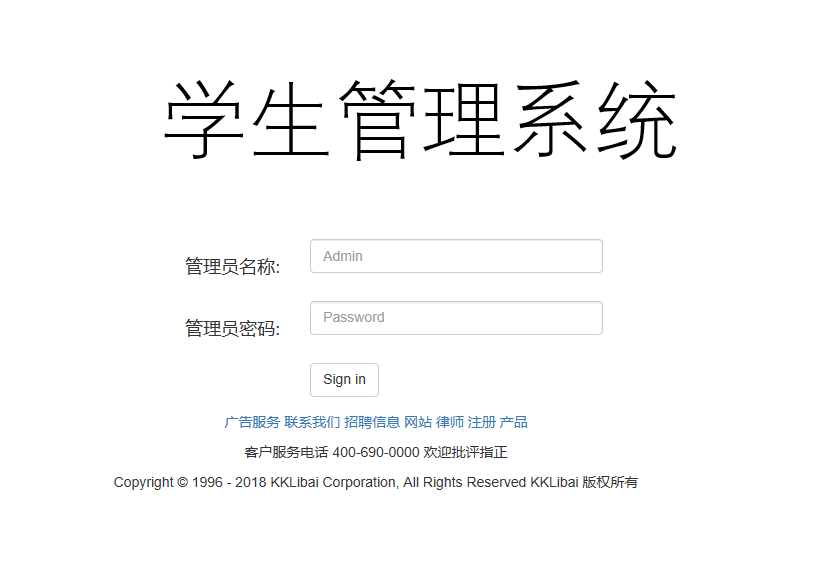 学生管理系统
管理员名称: Admin
管理员密码: Password
Sign in
广告服务 联系我们 招聘信息 网站 律师 注册 产品
客户服务电话 400-690-0000 欢迎批评指正
Copyright © 1996 - 2018 KKLibai Corporation, All Rights Reserved KKLibai 版权所有